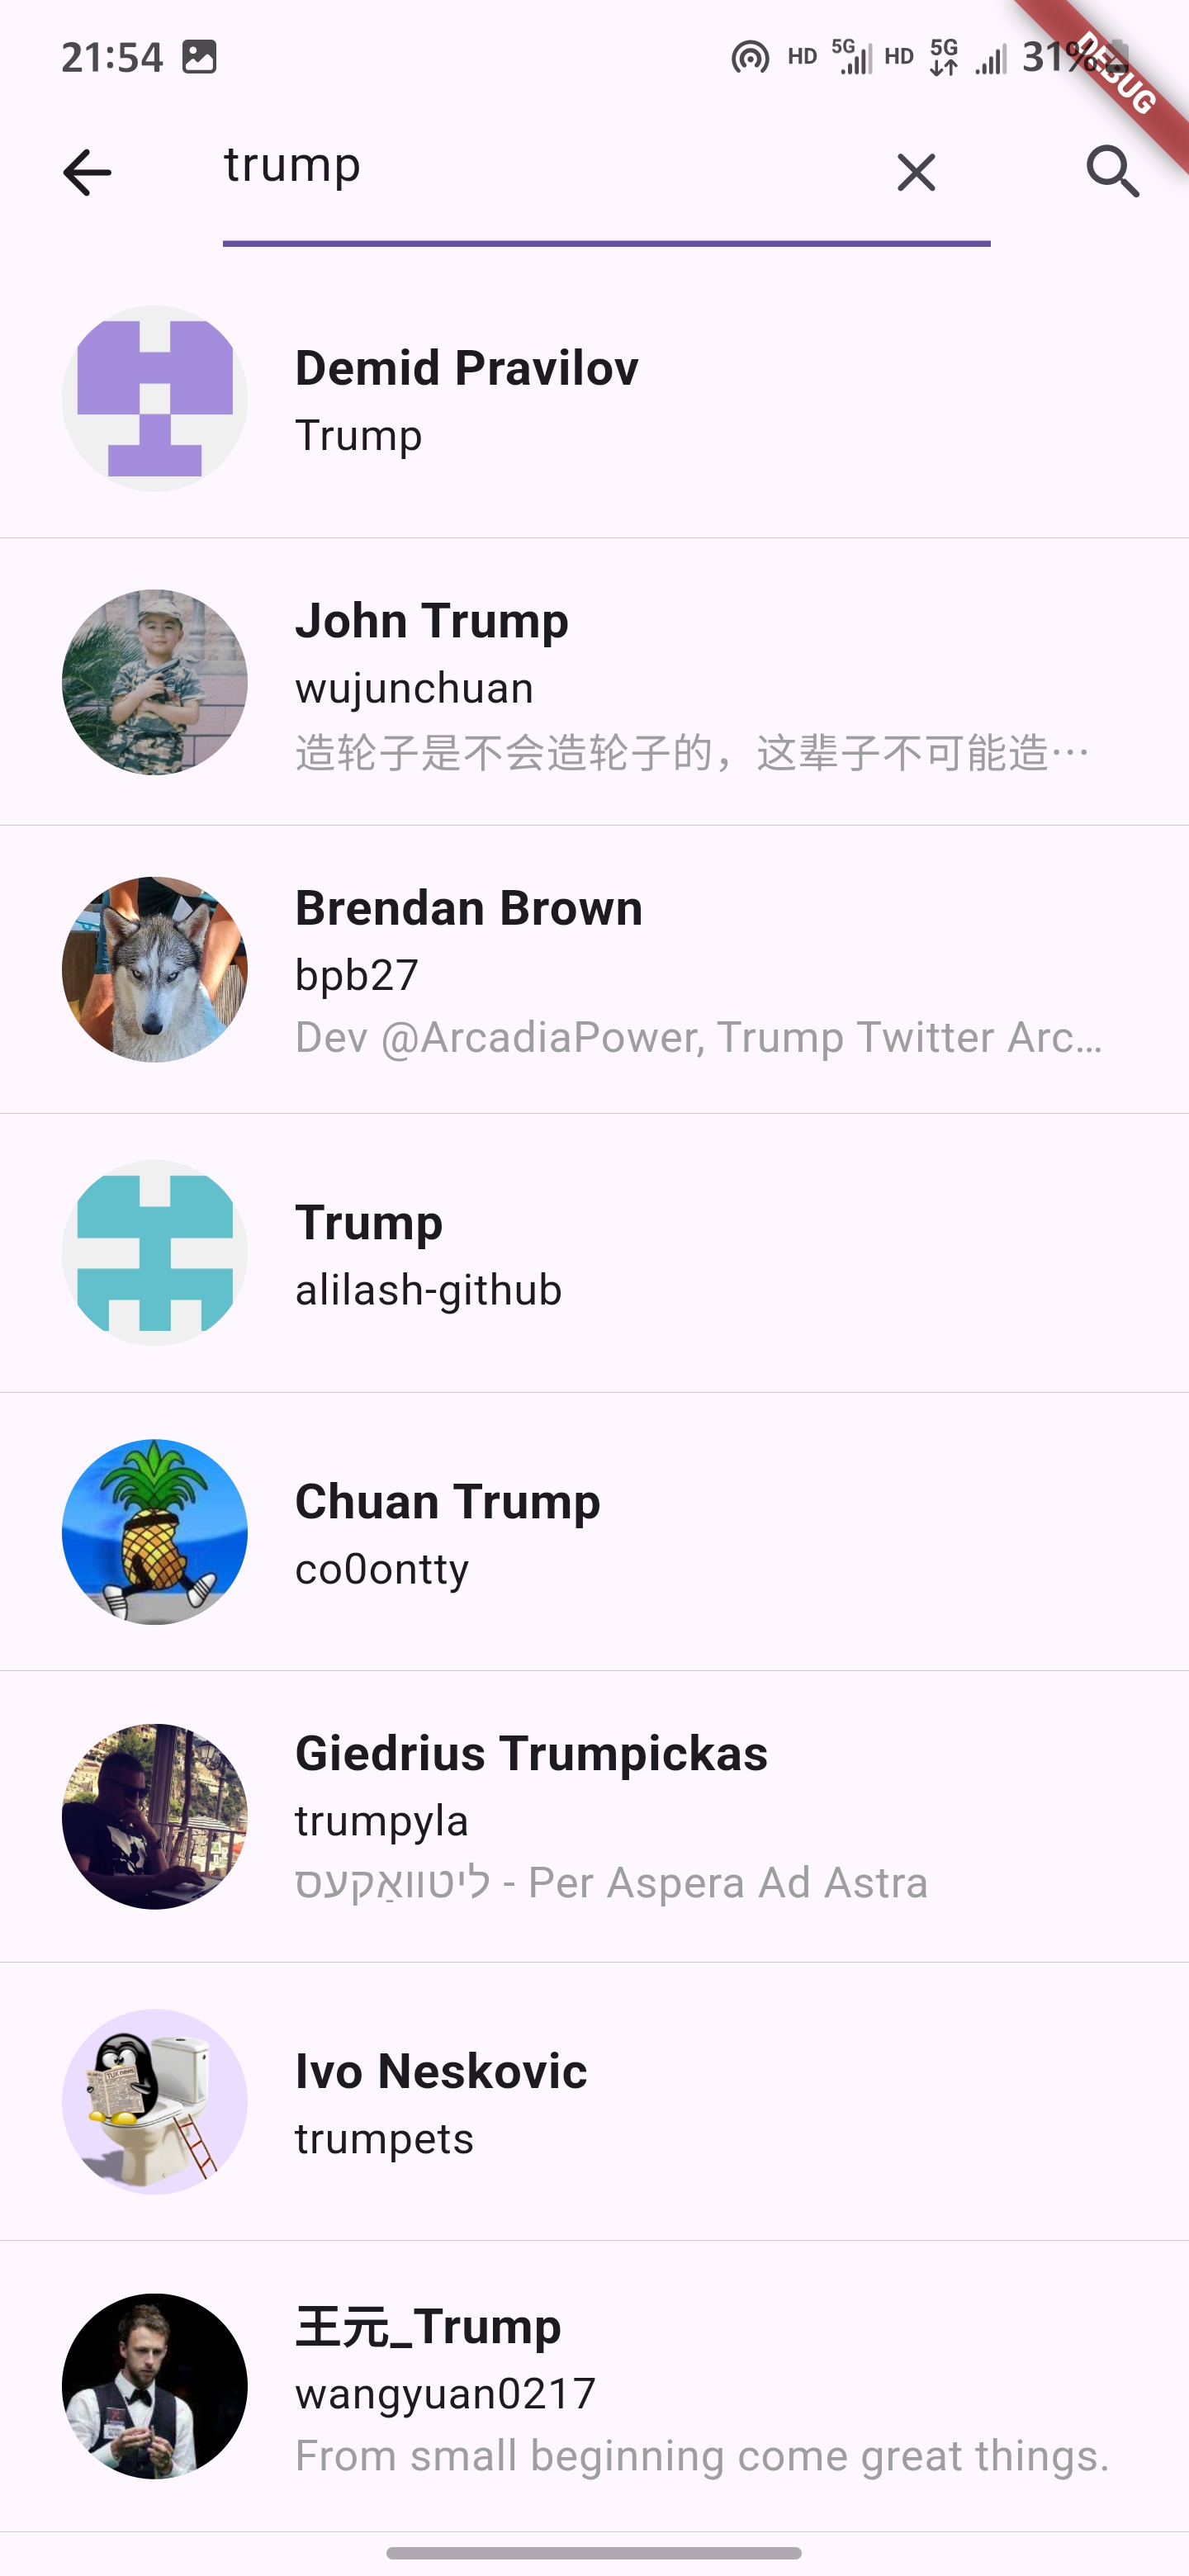 21:54 HD 5G HD 5G 31%
DEBUG
trump
Demid Pravilov
Trump
John Trump
wujunchuan
造轮子是不会造轮子的，这辈子不可能造…
Brendan Brown
bpb27
Dev @ArcadiaPower, Trump Twitter Arc...
Trump
alilash-github
Chuan Trump
co0ontty
Giedrius Trumpickas
trumpyla
ליטוואַקעס - Per Aspera Ad Astra
Ivo Neskovic
trumpets
王元_Trump
wangyuan0217
From small beginning come great things.